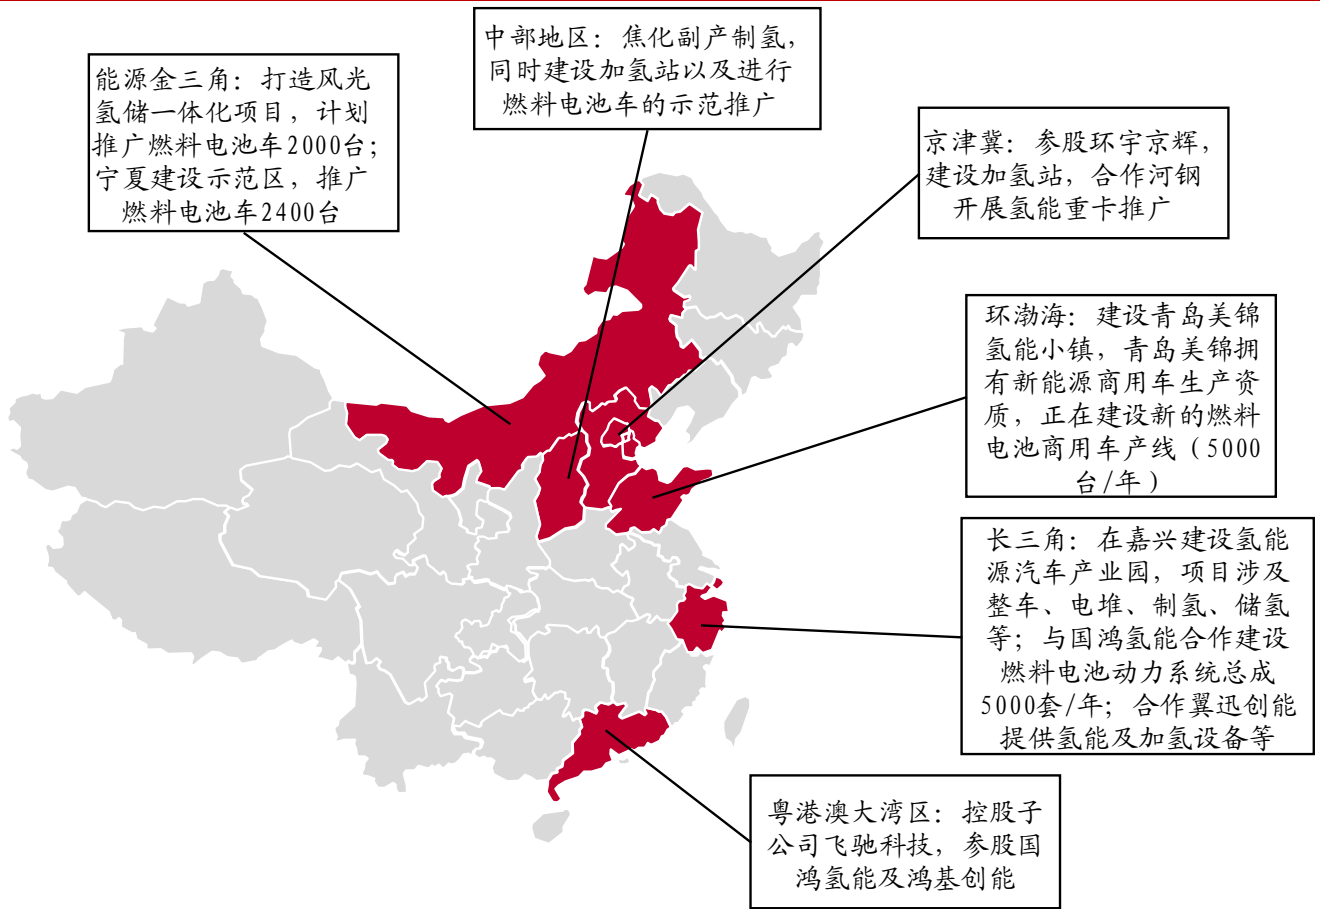 中部地区：焦化副产制氢，
同时建设加氢站以及进行
燃料电池车的示范推广
能源金三角：打造风光
氢储一体化项目，计划
推广燃料电池车2000台；
宁夏建设示范区，推广
燃料电池车2400台
京津冀：参股环宇京辉，
建设加氢站，合作河钢
开展氢能重卡推广
环渤海：建设青岛美锦
氢能小镇，青岛美锦拥
有新能源商用车生产资
质，正在建设新的燃料
电池商用车产线（5000
台/年）
长三角：在嘉兴建设氢能
源汽车产业园，项目涉及
整车、电堆、制氢、储氢
等；与国鸿氢能合作建设
燃料电池动力系统总成
5000套/年；合作翼迅创能
提供氢能及加氢设备等
粤港澳大湾区：控股子
公司飞驰科技，参股国
鸿氢能及鸿基创能